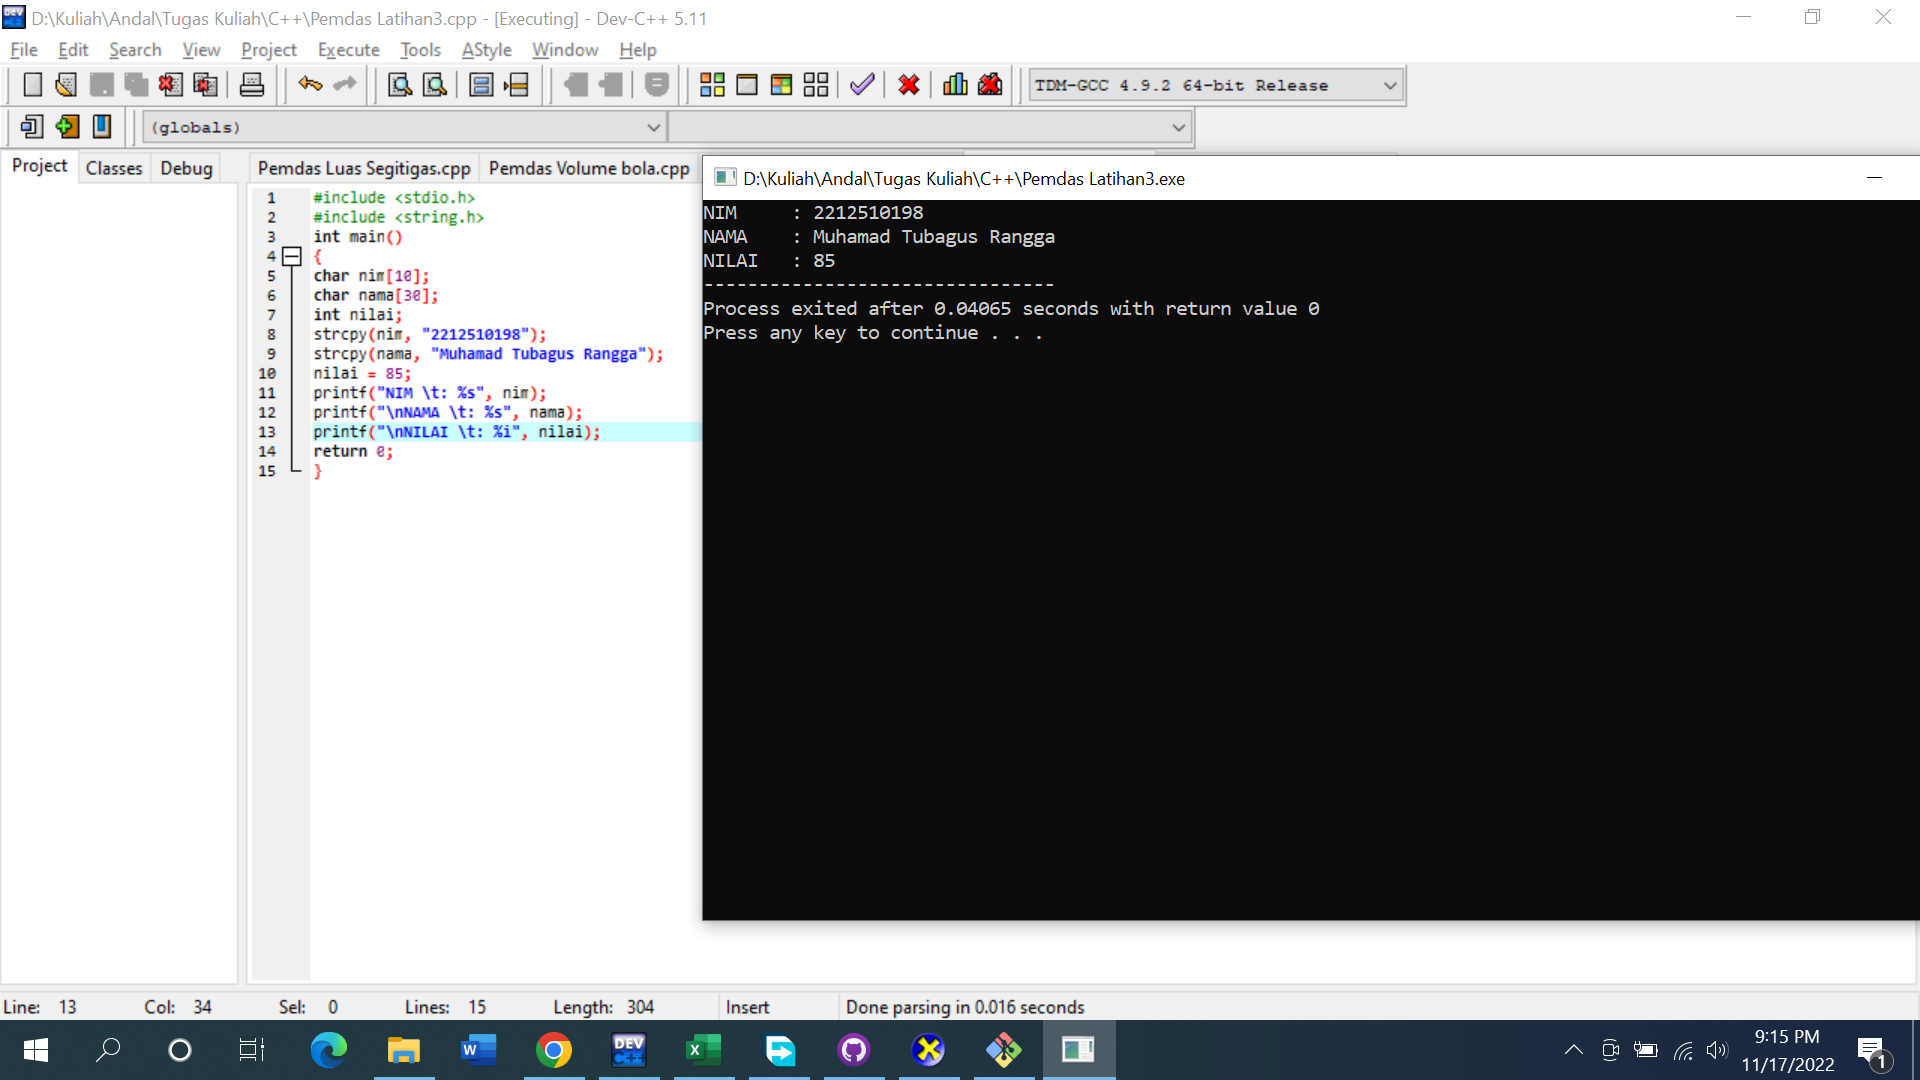 D:\Kuliah\Andal\Tugas Kuliah\C++\Pemdas Latihan3.cpp - [Executing] - Dev-C++ 5.11
File Edit Search View Project Execute Tools AStyle Window Help
TDM-GCC 4.9.2 64-bit Release
(globals)
Project Classes Debug
Pemdas Luas Segitigas.cpp Pemdas Volume bola.cpp
1 #include <stdio.h>
2 #include <string.h>
3 int main()
4 {
5 char nim[10];
6 char nama[30];
7 int nilai;
8 strcpy(nim, "2212510198");
9 strcpy(nama, "Muhamad Tubagus Rangga");
10 nilai = 85;
11 printf("NIM \t: %s", nim);
12 printf("\nNAMA \t: %s", nama);
13 printf("\nNILAI \t: %i", nilai);
14 return 0;
15 }
D:\Kuliah\Andal\Tugas Kuliah\C++\Pemdas Latihan3.exe
NIM : 2212510198
NAMA : Muhamad Tubagus Rangga
NILAI : 85
--------------------------------
Process exited after 0.04065 seconds with return value 0
Press any key to continue . . .
Line: 13 Col: 34 Sel: 0 Lines: 15 Length: 304 Insert Done parsing in 0.016 seconds
DEV C++
9:15 PM
11/17/2022
1